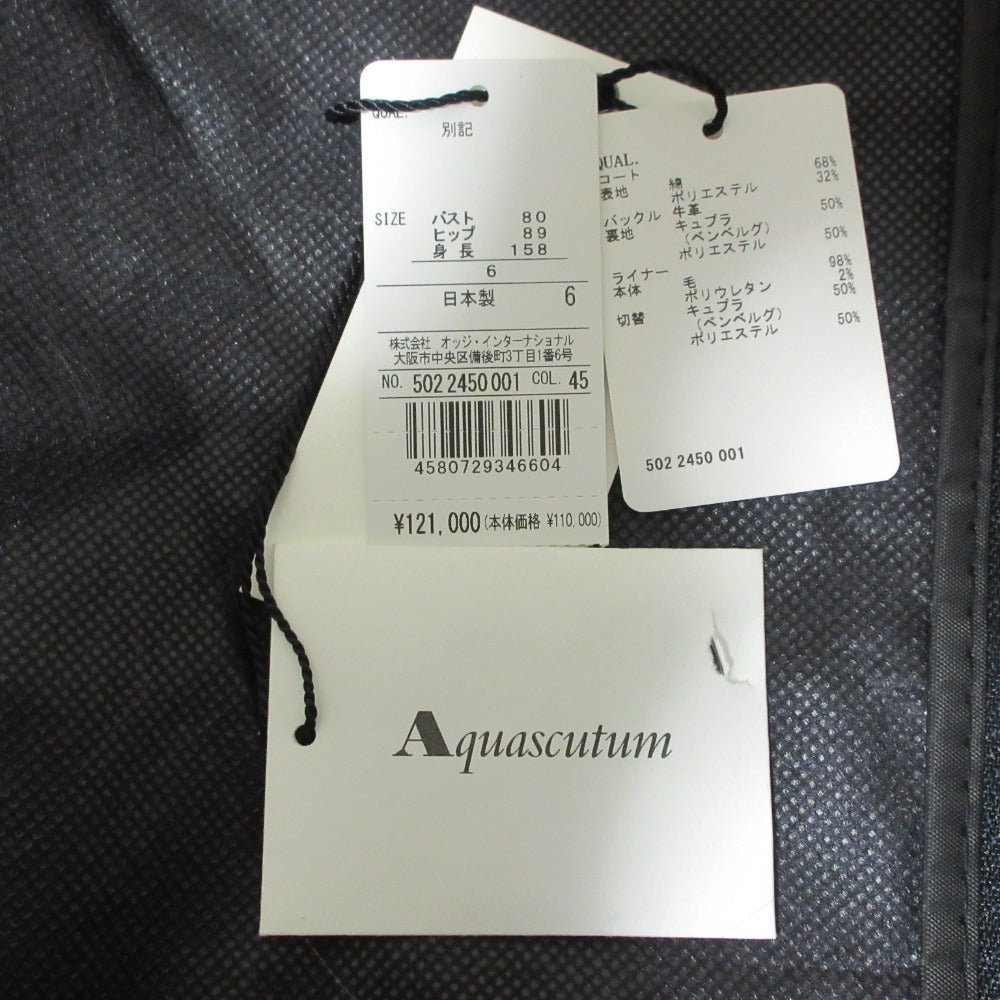 QUAL.
別記
SIZE バスト 80
ヒップ 89
身長 158
6
日本製 6
株式会社 オッジ・インターナショナル
大阪市中央区備後町3丁目1番6号
NO. 502 2450 001 COL. 45
4580729346604
¥121,000(本体価格 ¥110,000)
QUAL.
コート
表地 綿 68%
ポリエステル 32%
バックル 牛革
裏地 キュプラ 50%
(ベンベルグ)
ポリエステル 50%
ライナー
本体 毛 98%
ポリウレタン 2%
切替 キュプラ 50%
(ベンベルグ)
ポリエステル 50%
502 2450 001
Aquascutum